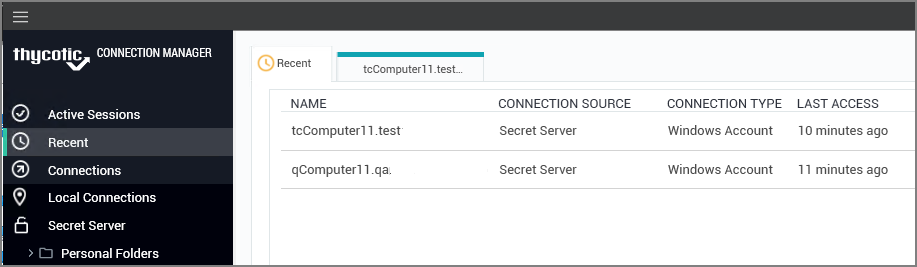 thycotic CONNECTION MANAGER
Active Sessions
Recent
Connections
Local Connections
Secret Server
Personal Folders
Recent tcComputer11.test...
NAME CONNECTION SOURCE CONNECTION TYPE LAST ACCESS
tcComputer11.test Secret Server Windows Account 10 minutes ago
qComputer11.qa. Secret Server Windows Account 11 minutes ago